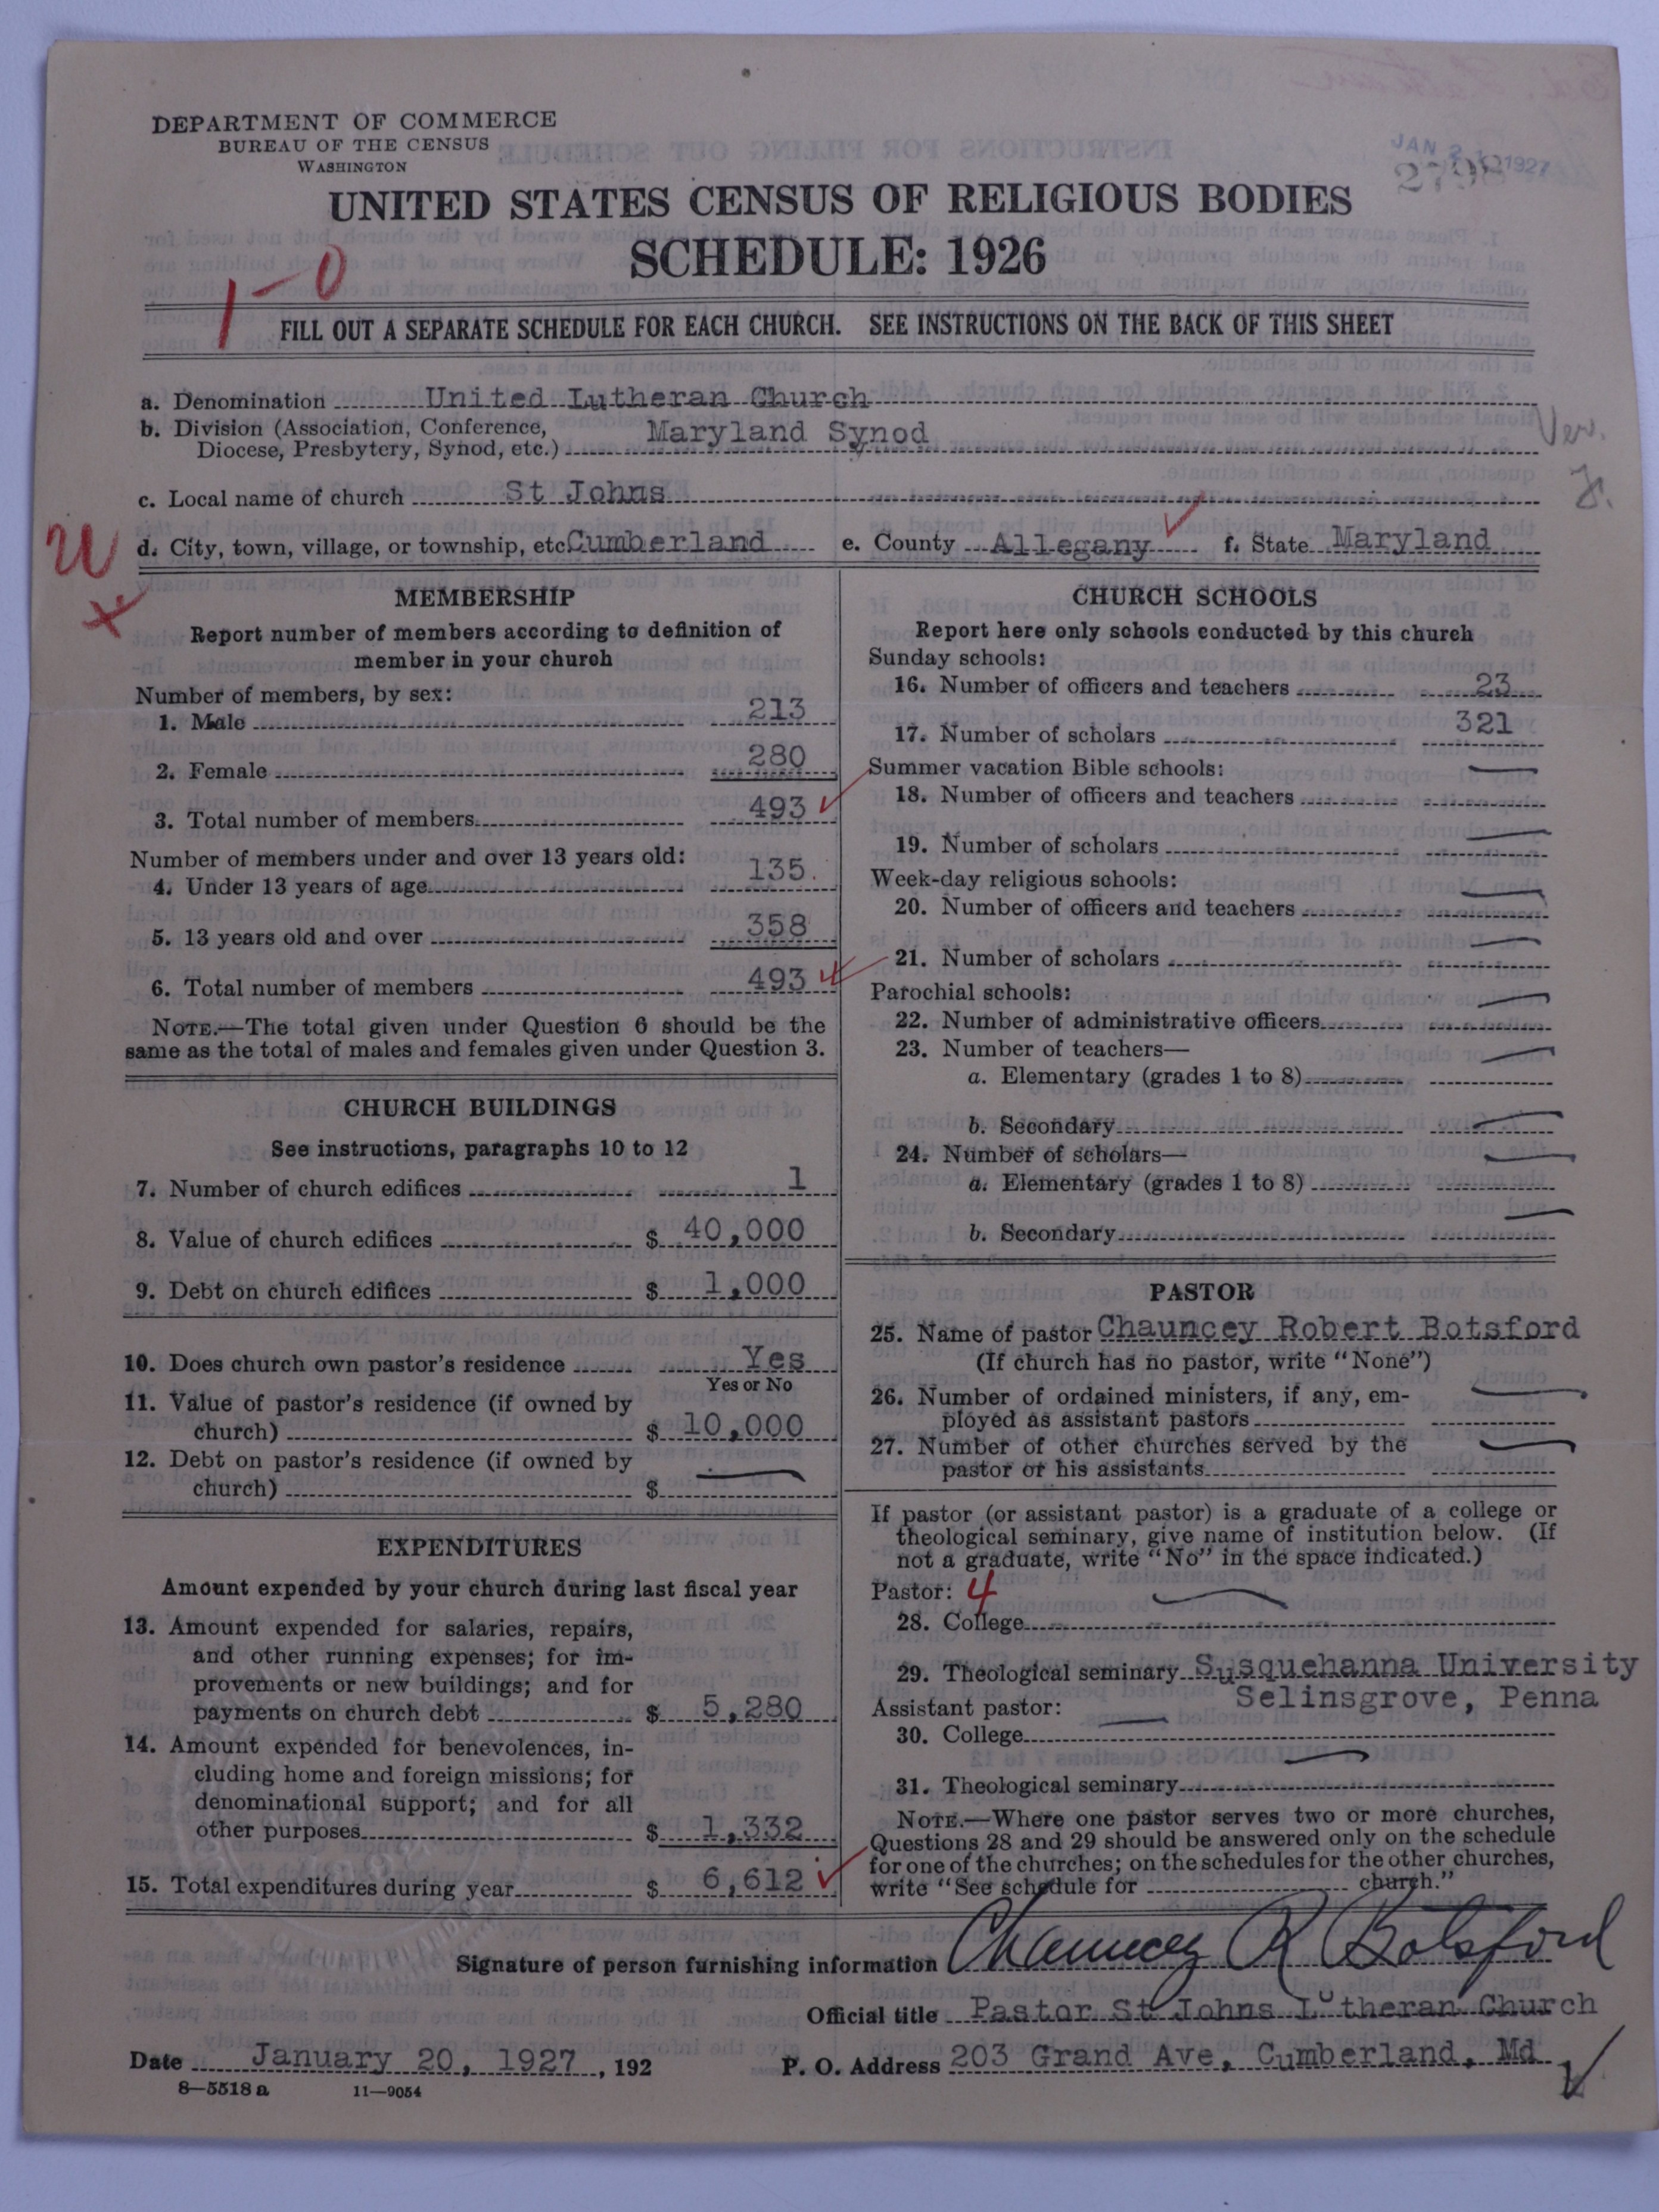 DEPARTMENT OF COMMERCE
BUREAU OF THE CENSUS
WASHINGTON
JAN 2 1927
UNITED STATES CENSUS OF RELIGIOUS BODIES
SCHEDULE: 1926
1-0
FILL OUT A SEPARATE SCHEDULE FOR EACH CHURCH. SEE INSTRUCTIONS ON THE BACK OF THIS SHEET
a. Denomination United Lutheran Church
b. Division (Association, Conference, Diocese, Presbytery, Synod, etc.) Maryland Synod
Ver.
c. Local name of church St Johns
d. City, town, village, or township, etc. Cumberland e. County Allegany f. State Maryland
MEMBERSHIP
Report number of members according to definition of
member in your church
Number of members, by sex:
1. Male 213
2. Female 280
3. Total number of members 493
Number of members under and over 13 years old:
4. Under 13 years of age 135.
5. 13 years old and over 358
6. Total number of members 493
NOTE.—The total given under Question 6 should be the
same as the total of males and females given under Question 3.
CHURCH BUILDINGS
See instructions, paragraphs 10 to 12
7. Number of church edifices 1
8. Value of church edifices $ 40,000
9. Debt on church edifices $ 1,000
10. Does church own pastor's residence Yes
Yes or No
11. Value of pastor's residence (if owned by
church) $ 10,000
12. Debt on pastor's residence (if owned by
church) $ —
EXPENDITURES
Amount expended by your church during last fiscal year
13. Amount expended for salaries, repairs,
and other running expenses; for im-
provements or new buildings; and for
payments on church debt $ 5,280
14. Amount expended for benevolences, in-
cluding home and foreign missions; for
denominational support; and for all
other purposes $ 1,332
15. Total expenditures during year $ 6,612
CHURCH SCHOOLS
Report here only schools conducted by this church
Sunday schools:
16. Number of officers and teachers 23
17. Number of scholars 321
Summer vacation Bible schools:
18. Number of officers and teachers —
19. Number of scholars —
Week-day religious schools:
20. Number of officers and teachers —
21. Number of scholars —
Parochial schools:
22. Number of administrative officers —
23. Number of teachers—
a. Elementary (grades 1 to 8) —
b. Secondary —
24. Number of scholars—
a. Elementary (grades 1 to 8) —
b. Secondary —
PASTOR
25. Name of pastor Chauncey Robert Botsford
(If church has no pastor, write "None")
26. Number of ordained ministers, if any, em-
ployed as assistant pastors —
27. Number of other churches served by the
pastor or his assistants —
If pastor (or assistant pastor) is a graduate of a college or
theological seminary, give name of institution below. (If
not a graduate, write "No" in the space indicated.)
Pastor: 4
28. College —
29. Theological seminary Susquehanna University
Selinsgrove, Penna
Assistant pastor:
30. College —
31. Theological seminary —
NOTE.—Where one pastor serves two or more churches,
Questions 28 and 29 should be answered only on the schedule
for one of the churches; on the schedules for the other churches,
write "See schedule for church."
Signature of person furnishing information Chauncey R Botsford
Official title Pastor St Johns Lutheran Church
Date January 20, 1927, 192 P. O. Address 203 Grand Ave, Cumberland, Md
8—5518 a 11—9054